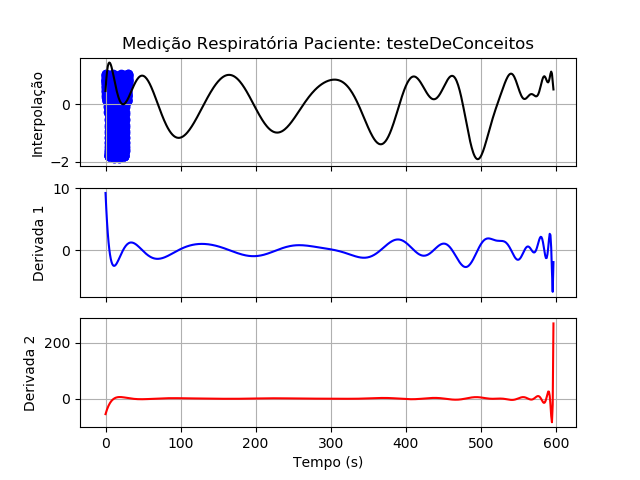 Medição Respiratória Paciente: testeDeConceitos
Interpolação
0
−2
Derivada 1
10
0
Derivada 2
200
0
0 100 200 300 400 500 600
Tempo (s)